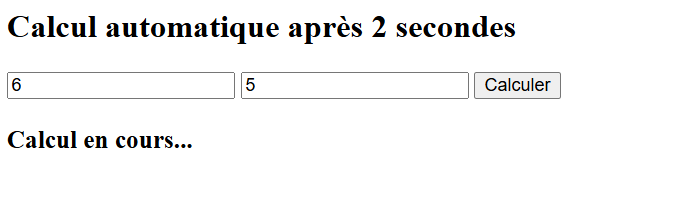 Calcul automatique après 2 secondes
6 5 Calculer
Calcul en cours...